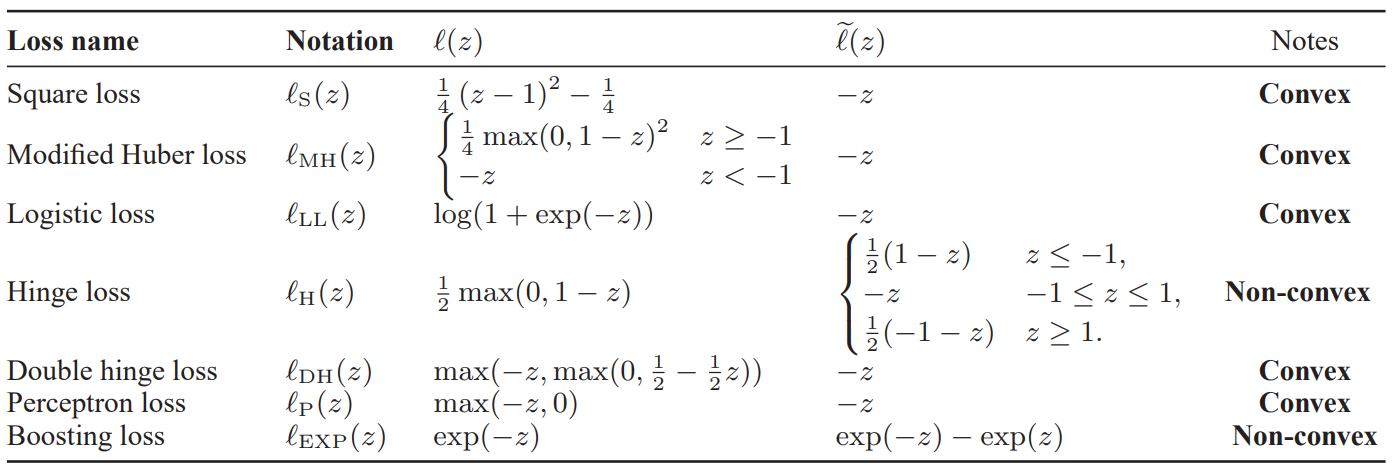 Loss name Notation ℓ(z) ℓ̃(z) Notes
Square loss ℓ_S(z) 1/4 (z − 1)² − 1/4 −z Convex
Modified Huber loss ℓ_MH(z) { 1/4 max(0, 1 − z)² z ≥ −1 −z z < −1 −z Convex
Logistic loss ℓ_LL(z) log(1 + exp(−z)) −z Convex
Hinge loss ℓ_H(z) 1/2 max(0, 1 − z) { 1/2(1 − z) z ≤ −1, −z −1 ≤ z ≤ 1, 1/2(−1 − z) z ≥ 1. Non-convex
Double hinge loss ℓ_DH(z) max(−z, max(0, 1/2 − 1/2z)) −z Convex
Perceptron loss ℓ_P(z) max(−z, 0) −z Convex
Boosting loss ℓ_EXP(z) exp(−z) exp(−z) − exp(z) Non-convex